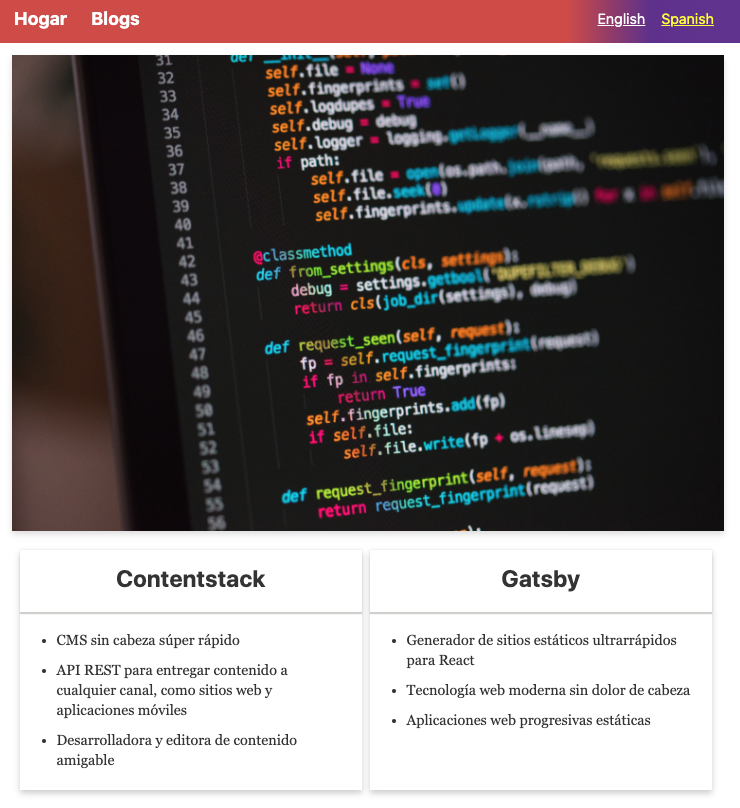 Hogar Blogs English Spanish
31 def __init__(self,
32 self.file = None
33 self.fingerprints = set()
34 self.logdupes = True
35 self.debug = debug
36 self.logger = logging.getLogger(__name__)
37 if path:
38 self.file = open(os.path.join(path, 'requests.seen'),
39 self.file.seek(0)
40 self.fingerprints.update(x.rstrip() for x in self.file
41
42 @classmethod
43 def from_settings(cls, settings):
44 debug = settings.getbool('DUPEFILTER_DEBUG')
45 return cls(job_dir(settings), debug)
46
47 def request_seen(self, request):
48 fp = self.request_fingerprint(request)
49 if fp in self.fingerprints:
50 return True
51 self.fingerprints.add(fp)
52 if self.file:
53 self.file.write(fp + os.linesep)
54
55 def request_fingerprint(self, request):
56 return request_fingerprint(request)
Contentstack
• CMS sin cabeza súper rápido
• API REST para entregar contenido a
cualquier canal, como sitios web y
aplicaciones móviles
• Desarrolladora y editora de contenido
amigable
Gatsby
• Generador de sitios estáticos ultrarrápidos
para React
• Tecnología web moderna sin dolor de cabeza
• Aplicaciones web progresivas estáticas